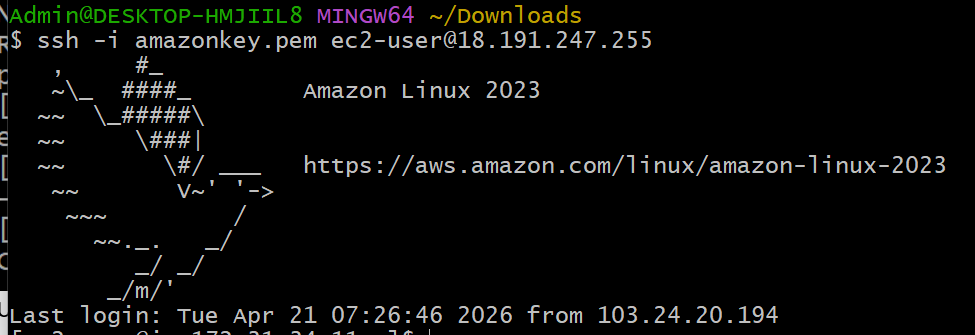 Admin@DESKTOP-HMJIIL8 MINGW64 ~/Downloads
$ ssh -i amazonkey.pem ec2-user@18.191.247.255
   ,     #_
   ~\_  ####_        Amazon Linux 2023
  ~~  \_#####\
  ~~     \###|
  ~~       \#/ ___   https://aws.amazon.com/linux/amazon-linux-2023
   ~~       V~' '->
    ~~~         /
      ~~._.   _/
         _/ _/
       _/m/'
Last login: Tue Apr 21 07:26:46 2026 from 103.24.20.194